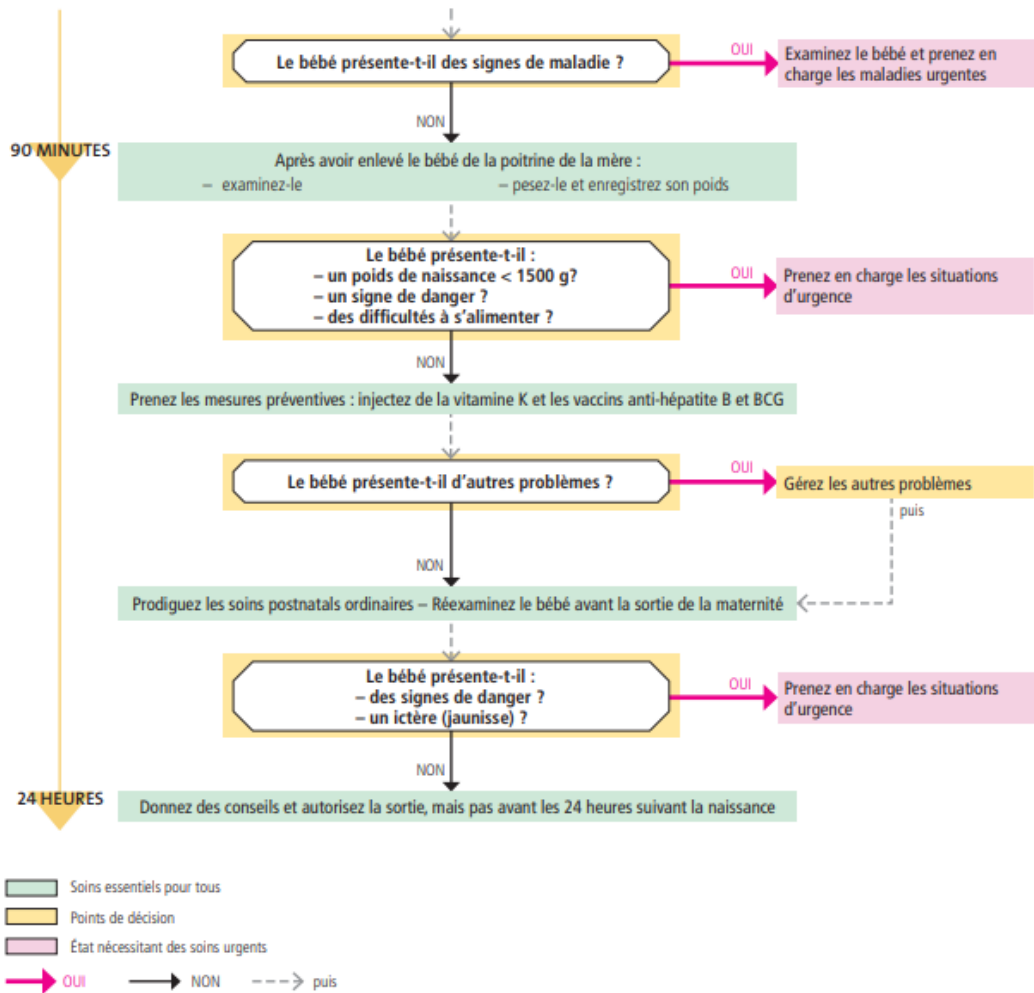 Le bébé présente-t-il des signes de maladie ?
OUI
Examinez le bébé et prenez en
charge les maladies urgentes
NON
90 MINUTES
Après avoir enlevé le bébé de la poitrine de la mère :
– examinez-le
– pesez-le et enregistrez son poids
Le bébé présente-t-il :
– un poids de naissance < 1500 g?
– un signe de danger ?
– des difficultés à s'alimenter ?
OUI
Prenez en charge les situations
d'urgence
NON
Prenez les mesures préventives : injectez de la vitamine K et les vaccins anti-hépatite B et BCG
Le bébé présente-t-il d'autres problèmes ?
OUI
Gérez les autres problèmes
puis
NON
Prodiguez les soins postnatals ordinaires – Réexaminez le bébé avant la sortie de la maternité
Le bébé présente-t-il :
– des signes de danger ?
– un ictère (jaunisse) ?
OUI
Prenez en charge les situations
d'urgence
NON
24 HEURES
Donnez des conseils et autorisez la sortie, mais pas avant les 24 heures suivant la naissance
Soins essentiels pour tous
Points de décision
État nécessitant des soins urgents
OUI NON puis